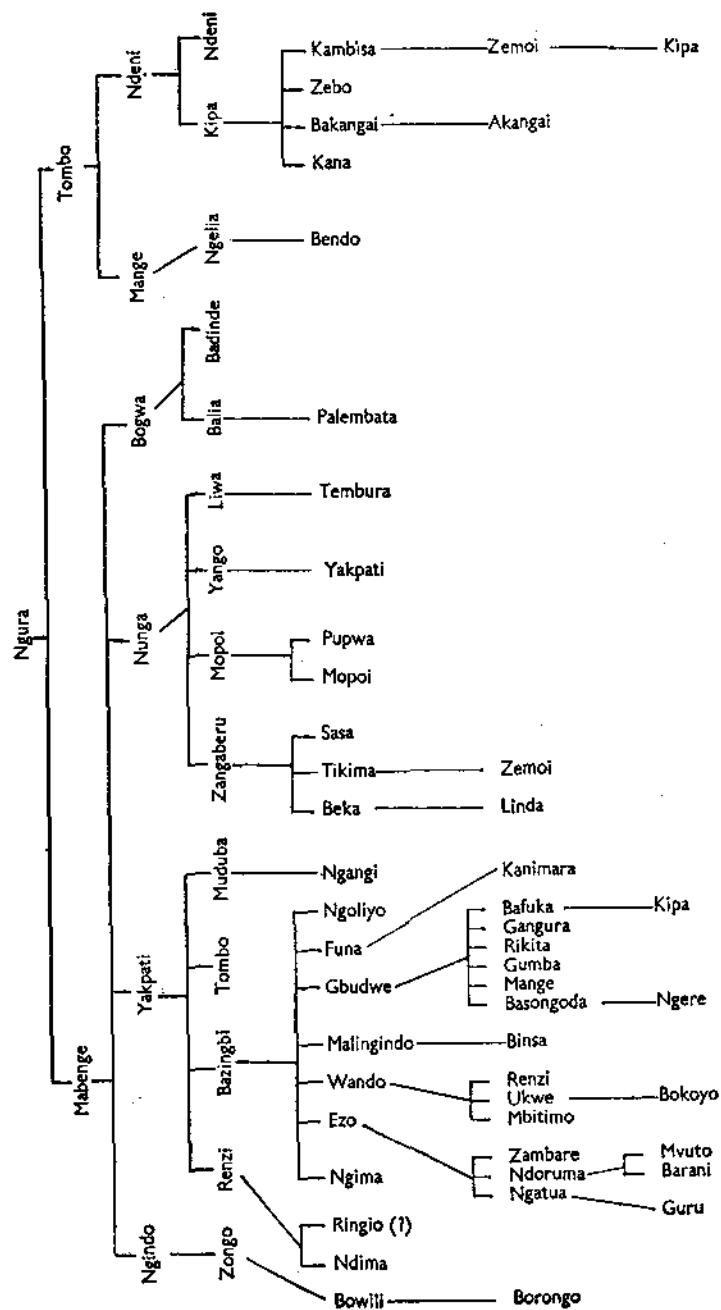 Ngura
Tombo
Ndeni
Ndeni
Kipa
Kambisa Zemoi Kipa
Zebo
Bakangai Akangai
Kana
Mange
Ngelia
Bendo
Mabenge
Bogwa
Badinde
Balia
Palembata
Nunga
Liwa
Tembura
Yango
Yakpati
Mopoi
Pupwa
Mopoi
Zangaberu
Sasa
Tikima Zemoi
Beka Linda
Yakpati
Muduba
Ngangi
Tombo
Bazingbi
Ngoliyo
Funa Kanimara
Gbudwe
Bafuka Kipa
Gangura
Rikita
Gumba
Mange
Basongoda Ngere
Malingindo Binsa
Wando
Renzi
Ukwe Bokoyo
Mbitimo
Ezo
Zambare
Ndoruma
Mvuto
Barani
Ngatua Guru
Ngima
Renzi
Ringio (?)
Ndima
Ngindo
Zongo
Bowili Borongo